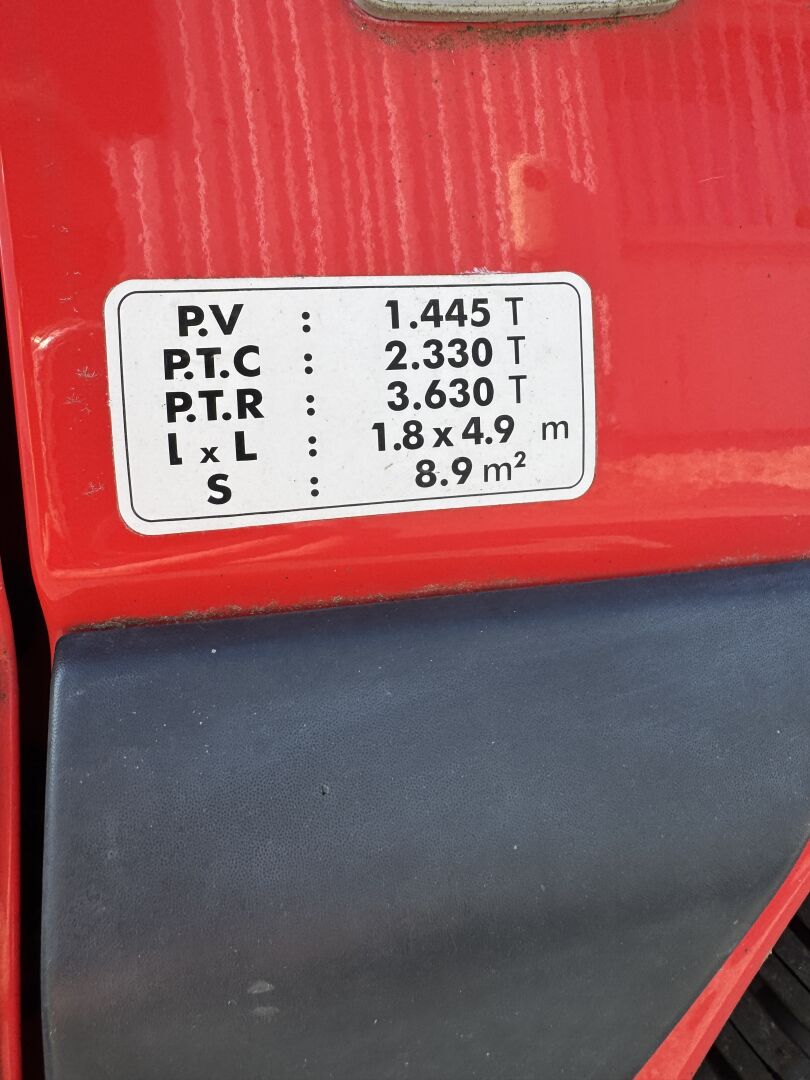 P.V : 1.445 T
P.T.C : 2.330 T
P.T.R : 3.630 T
l x L : 1.8 x 4.9 m
S : 8.9 m²